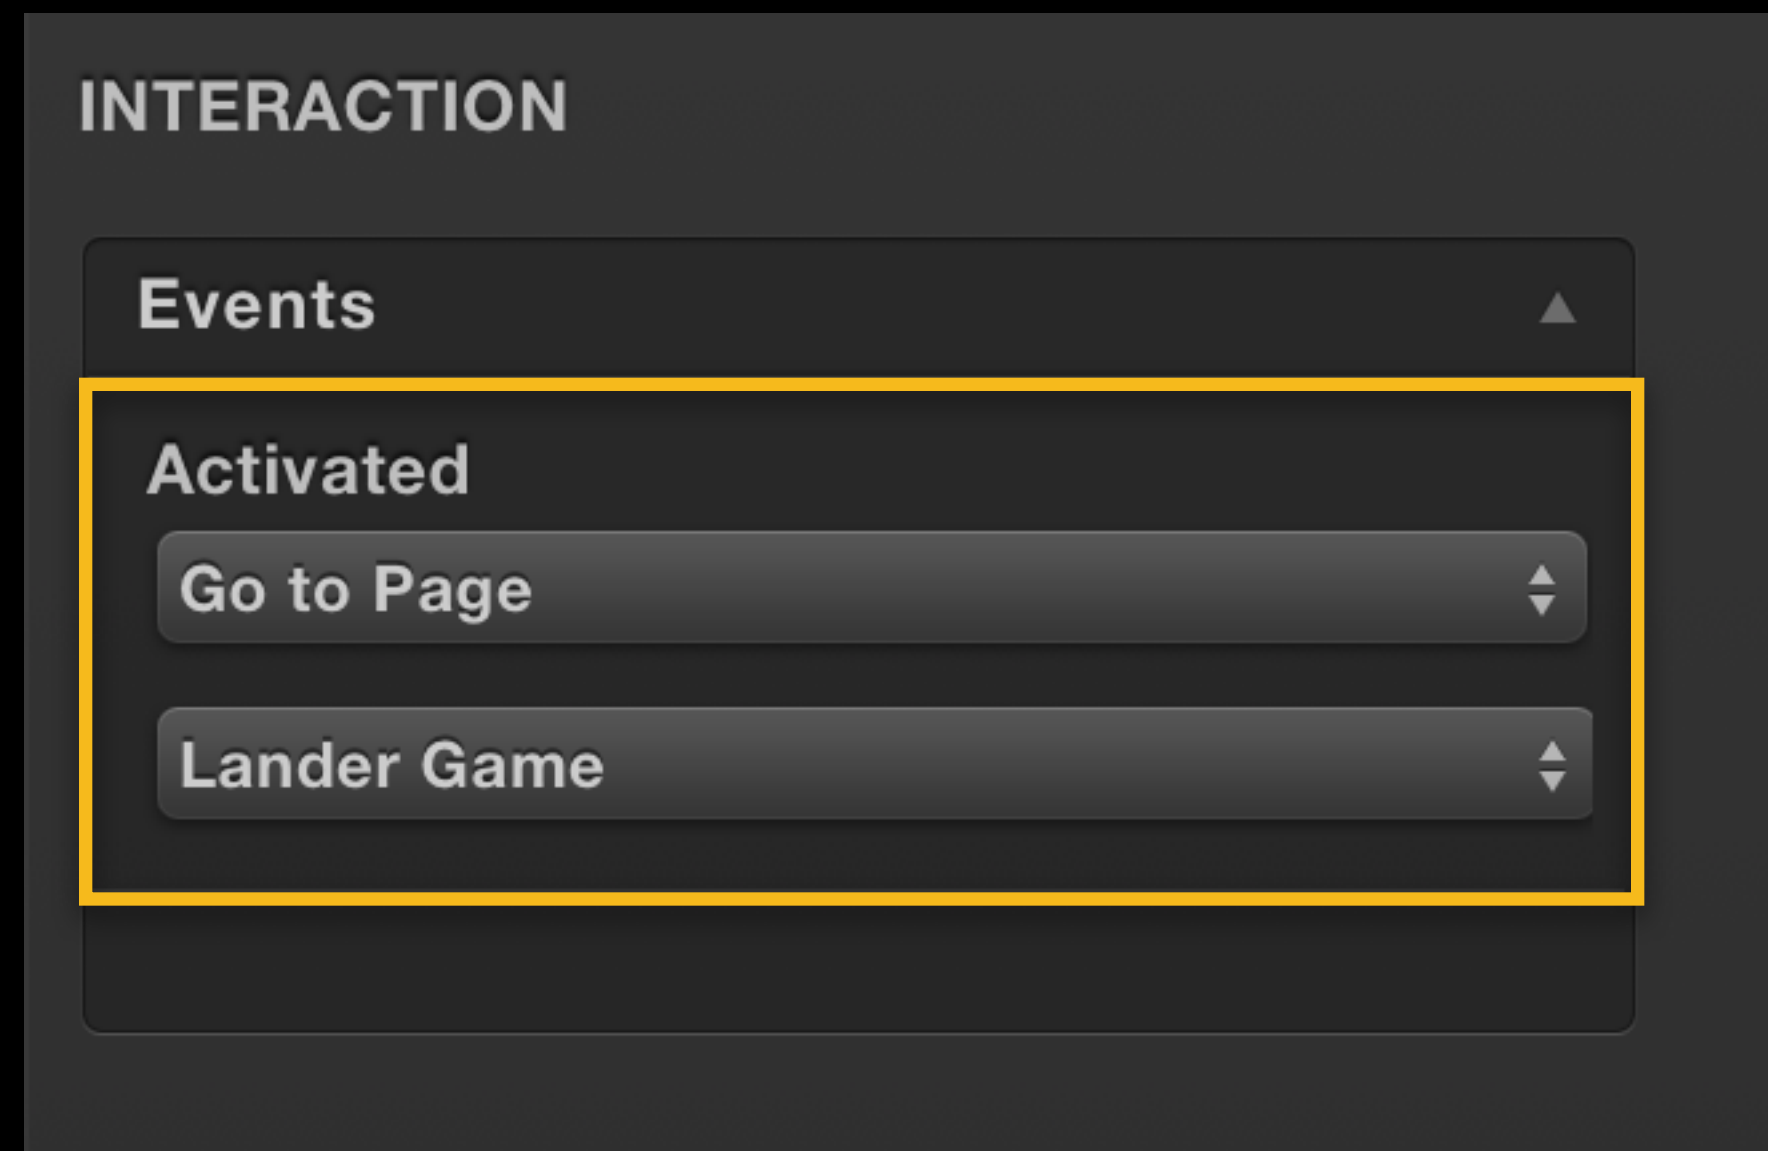 INTERACTION
Events
Activated
Go to Page
Lander Game